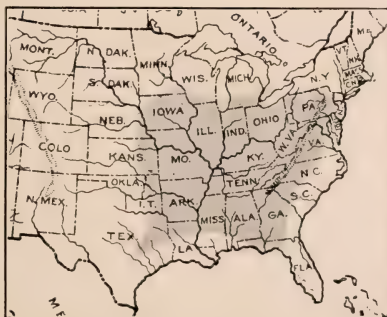 ONTARIO
ME.
MONT.
N. DAK.
MINN.
VT.
N.H.
S. DAK.
WIS.
MICH.
N.Y.
MAS
WYO.
IOWA
PA.
NEB.
ILL.
IND.
OHIO
W. VA.
COLO
KANS.
MO.
KY.
VA.
OKLA.
TENN.
N.C.
N. MEX.
I.T.
ARK.
S.C.
MISS
ALA.
GA.
TEX.
LA.
FLA.